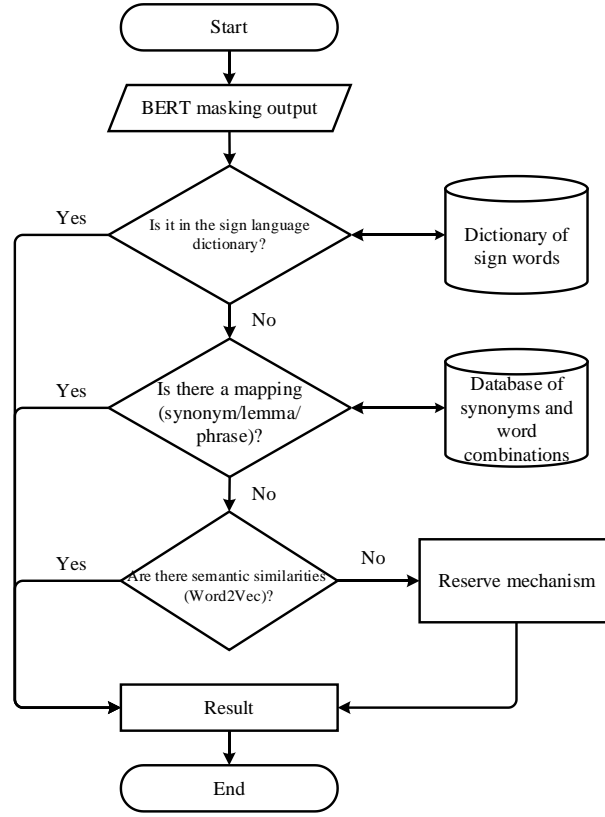 Start
BERT masking output
Yes
Is it in the sign language
dictionary?
Dictionary of
sign words
No
Yes
Is there a mapping
(synonym/lemma/
phrase)?
Database of
synonyms and
word
combinations
No
Yes
Are there semantic similarities
(Word2Vec)?
No
Reserve mechanism
Result
End